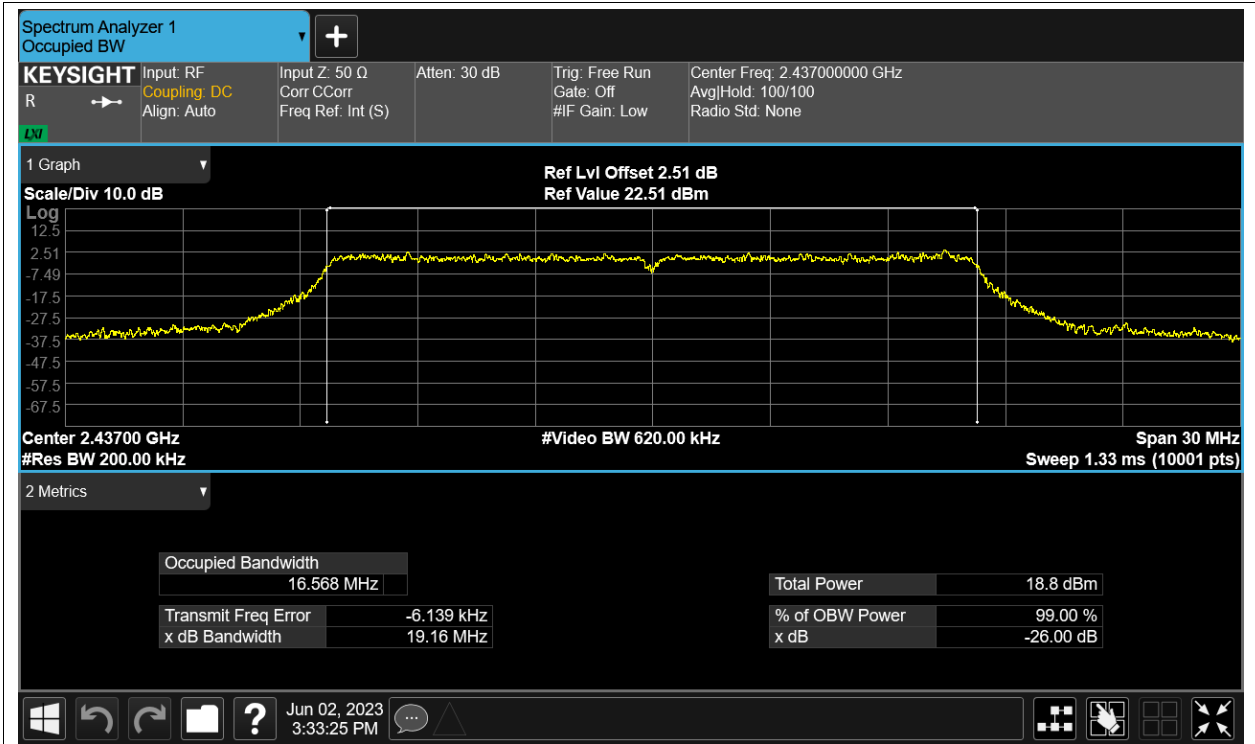 Spectrum Analyzer 1
Occupied BW
KEYSIGHT
R
LXI
Input: RF
Coupling: DC
Align: Auto
Input Z: 50 Ω
Corr CCorr
Freq Ref: Int (S)
Atten: 30 dB
Trig: Free Run
Gate: Off
#IF Gain: Low
Center Freq: 2.437000000 GHz
Avg|Hold: 100/100
Radio Std: None
1 Graph
Ref Lvl Offset 2.51 dB
Scale/Div 10.0 dB
Ref Value 22.51 dBm
Log
12.5
2.51
-7.49
-17.5
-27.5
-37.5
-47.5
-57.5
-67.5
Center 2.43700 GHz
#Video BW 620.00 kHz
Span 30 MHz
#Res BW 200.00 kHz
Sweep 1.33 ms (10001 pts)
2 Metrics
Occupied Bandwidth
16.568 MHz
Transmit Freq Error -6.139 kHz
x dB Bandwidth 19.16 MHz
Total Power 18.8 dBm
% of OBW Power 99.00 %
x dB -26.00 dB
?
Jun 02, 2023
3:33:25 PM